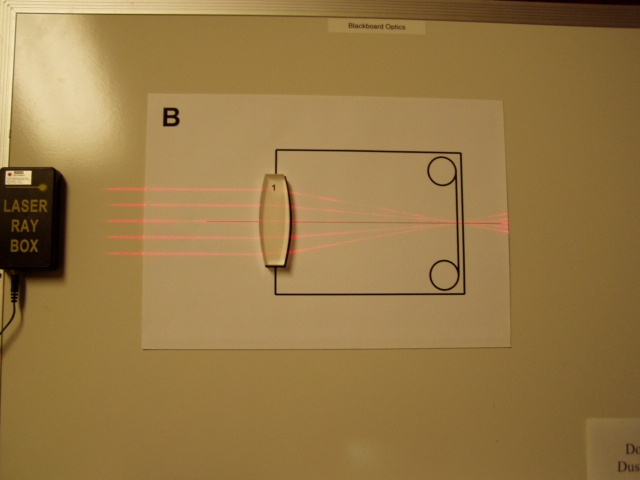 Blackboard Optics
B
LASER
RAY
BOX
1
Do
Dus